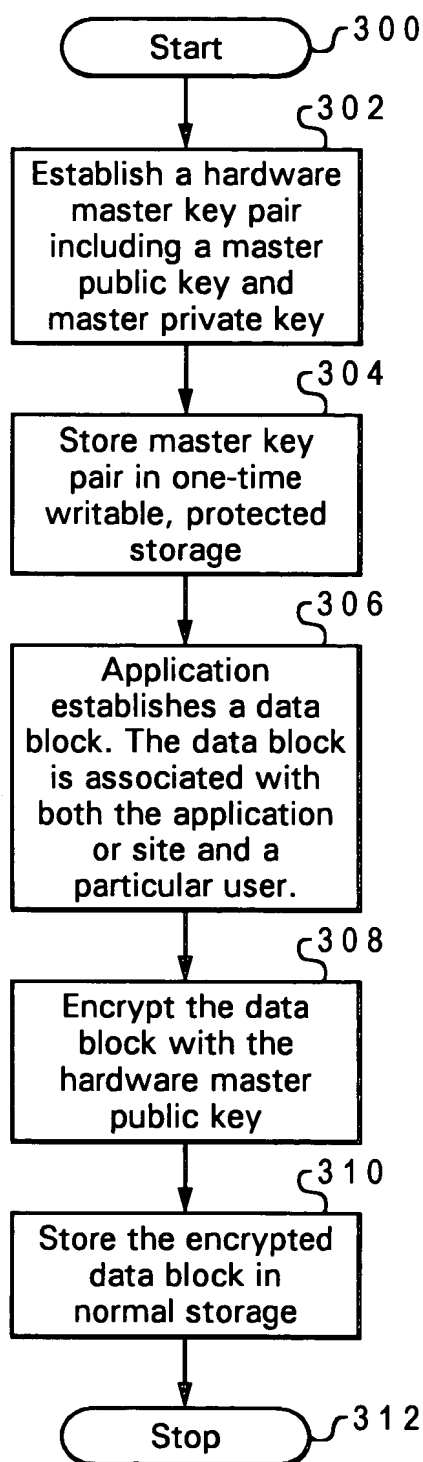 Start
300
302
Establish a hardware
master key pair
including a master
public key and
master private key
304
Store master key
pair in one-time
writable, protected
storage
306
Application
establishes a data
block. The data block
is associated with
both the application
or site and a
particular user.
308
Encrypt the data
block with the
hardware master
public key
310
Store the encrypted
data block in
normal storage
Stop
312